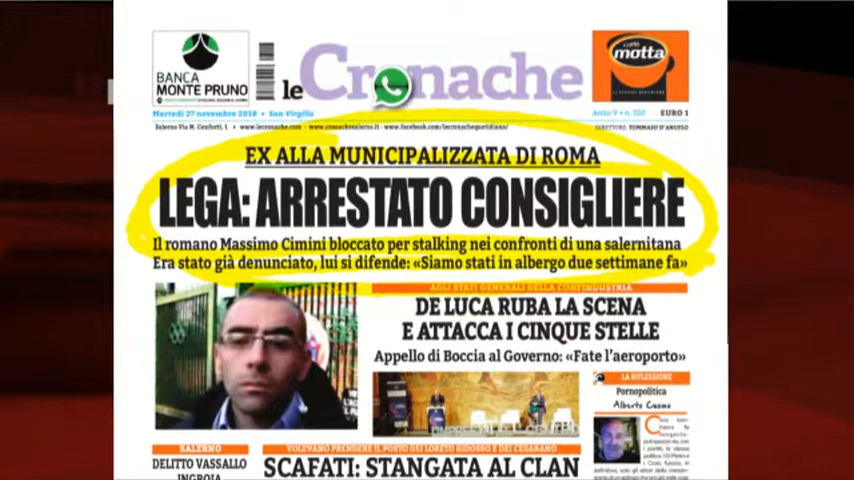 BANCA
MONTE PRUNO
le Cronache
caffè
motta
Martedì 27 novembre 2018 • San Virgilio
Anno V • n. 326
EURO 1
Salerno Via M. Conforti, 1 • www.lecronache.com • www.cronachesalerno.it • www.facebook.com/lecronachequotidiano/
DIRETTORE: TOMMASO D'ANGELO
EX ALLA MUNICIPALIZZATA DI ROMA
LEGA: ARRESTATO CONSIGLIERE
Il romano Massimo Cimini bloccato per stalking nei confronti di una salernitana
Era stato già denunciato, lui si difende: «Siamo stati in albergo due settimane fa»
AGLI STATI GENERALI DELLA CONFINDUSTRIA
DE LUCA RUBA LA SCENA
E ATTACCA I CINQUE STELLE
Appello di Boccia al Governo: «Fate l'aeroporto»
LA RIFLESSIONE
Pornopolitica
Alberto Cuomo
SALERNO
DELITTO VASSALLO
INGROIA
VOLEVANO PRENDERE IL POSTO DEI LORETO RIDOSSO E DEI CESARANO
SCAFATI: STANGATA AL CLAN